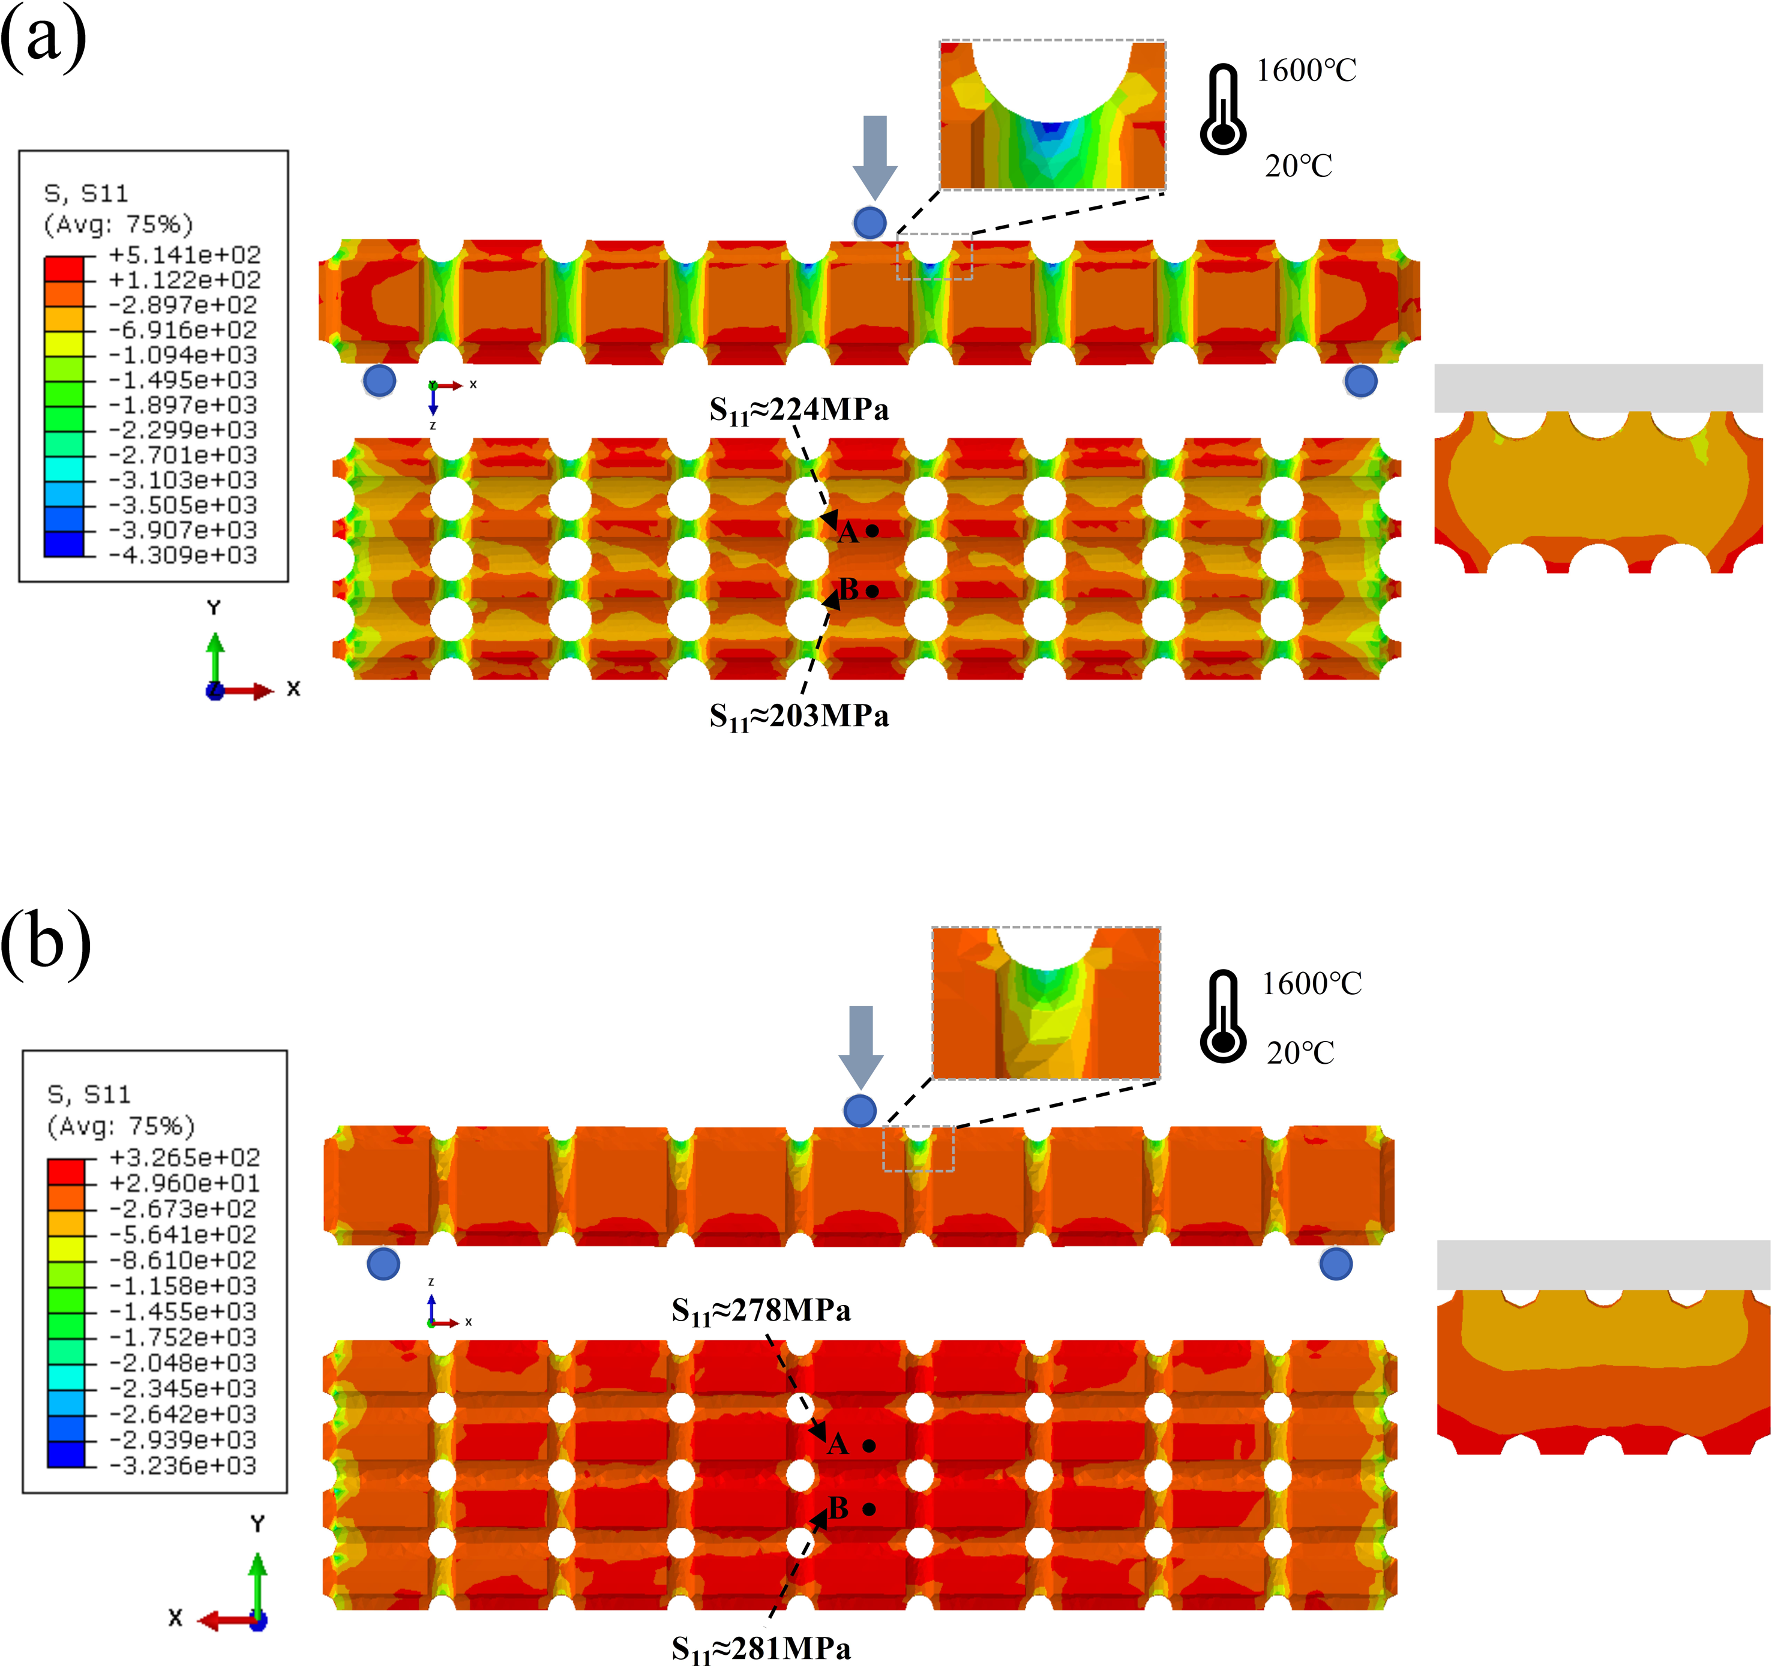 (a)
1600℃
20℃
S, S11
(Avg: 75%)
+5.141e+02
+1.122e+02
-2.897e+02
-6.916e+02
-1.094e+03
-1.495e+03
-1.897e+03
-2.299e+03
-2.701e+03
-3.103e+03
-3.505e+03
-3.907e+03
-4.309e+03
Y
X
Z
Y
X
Z
S₁₁≈224MPa
A
B
S₁₁≈203MPa
(b)
1600℃
20℃
S, S11
(Avg: 75%)
+3.265e+02
+2.960e+01
-2.673e+02
-5.641e+02
-8.610e+02
-1.158e+03
-1.455e+03
-1.752e+03
-2.048e+03
-2.345e+03
-2.642e+03
-2.939e+03
-3.236e+03
Y
X
Z
X
S₁₁≈278MPa
A
B
S₁₁≈281MPa